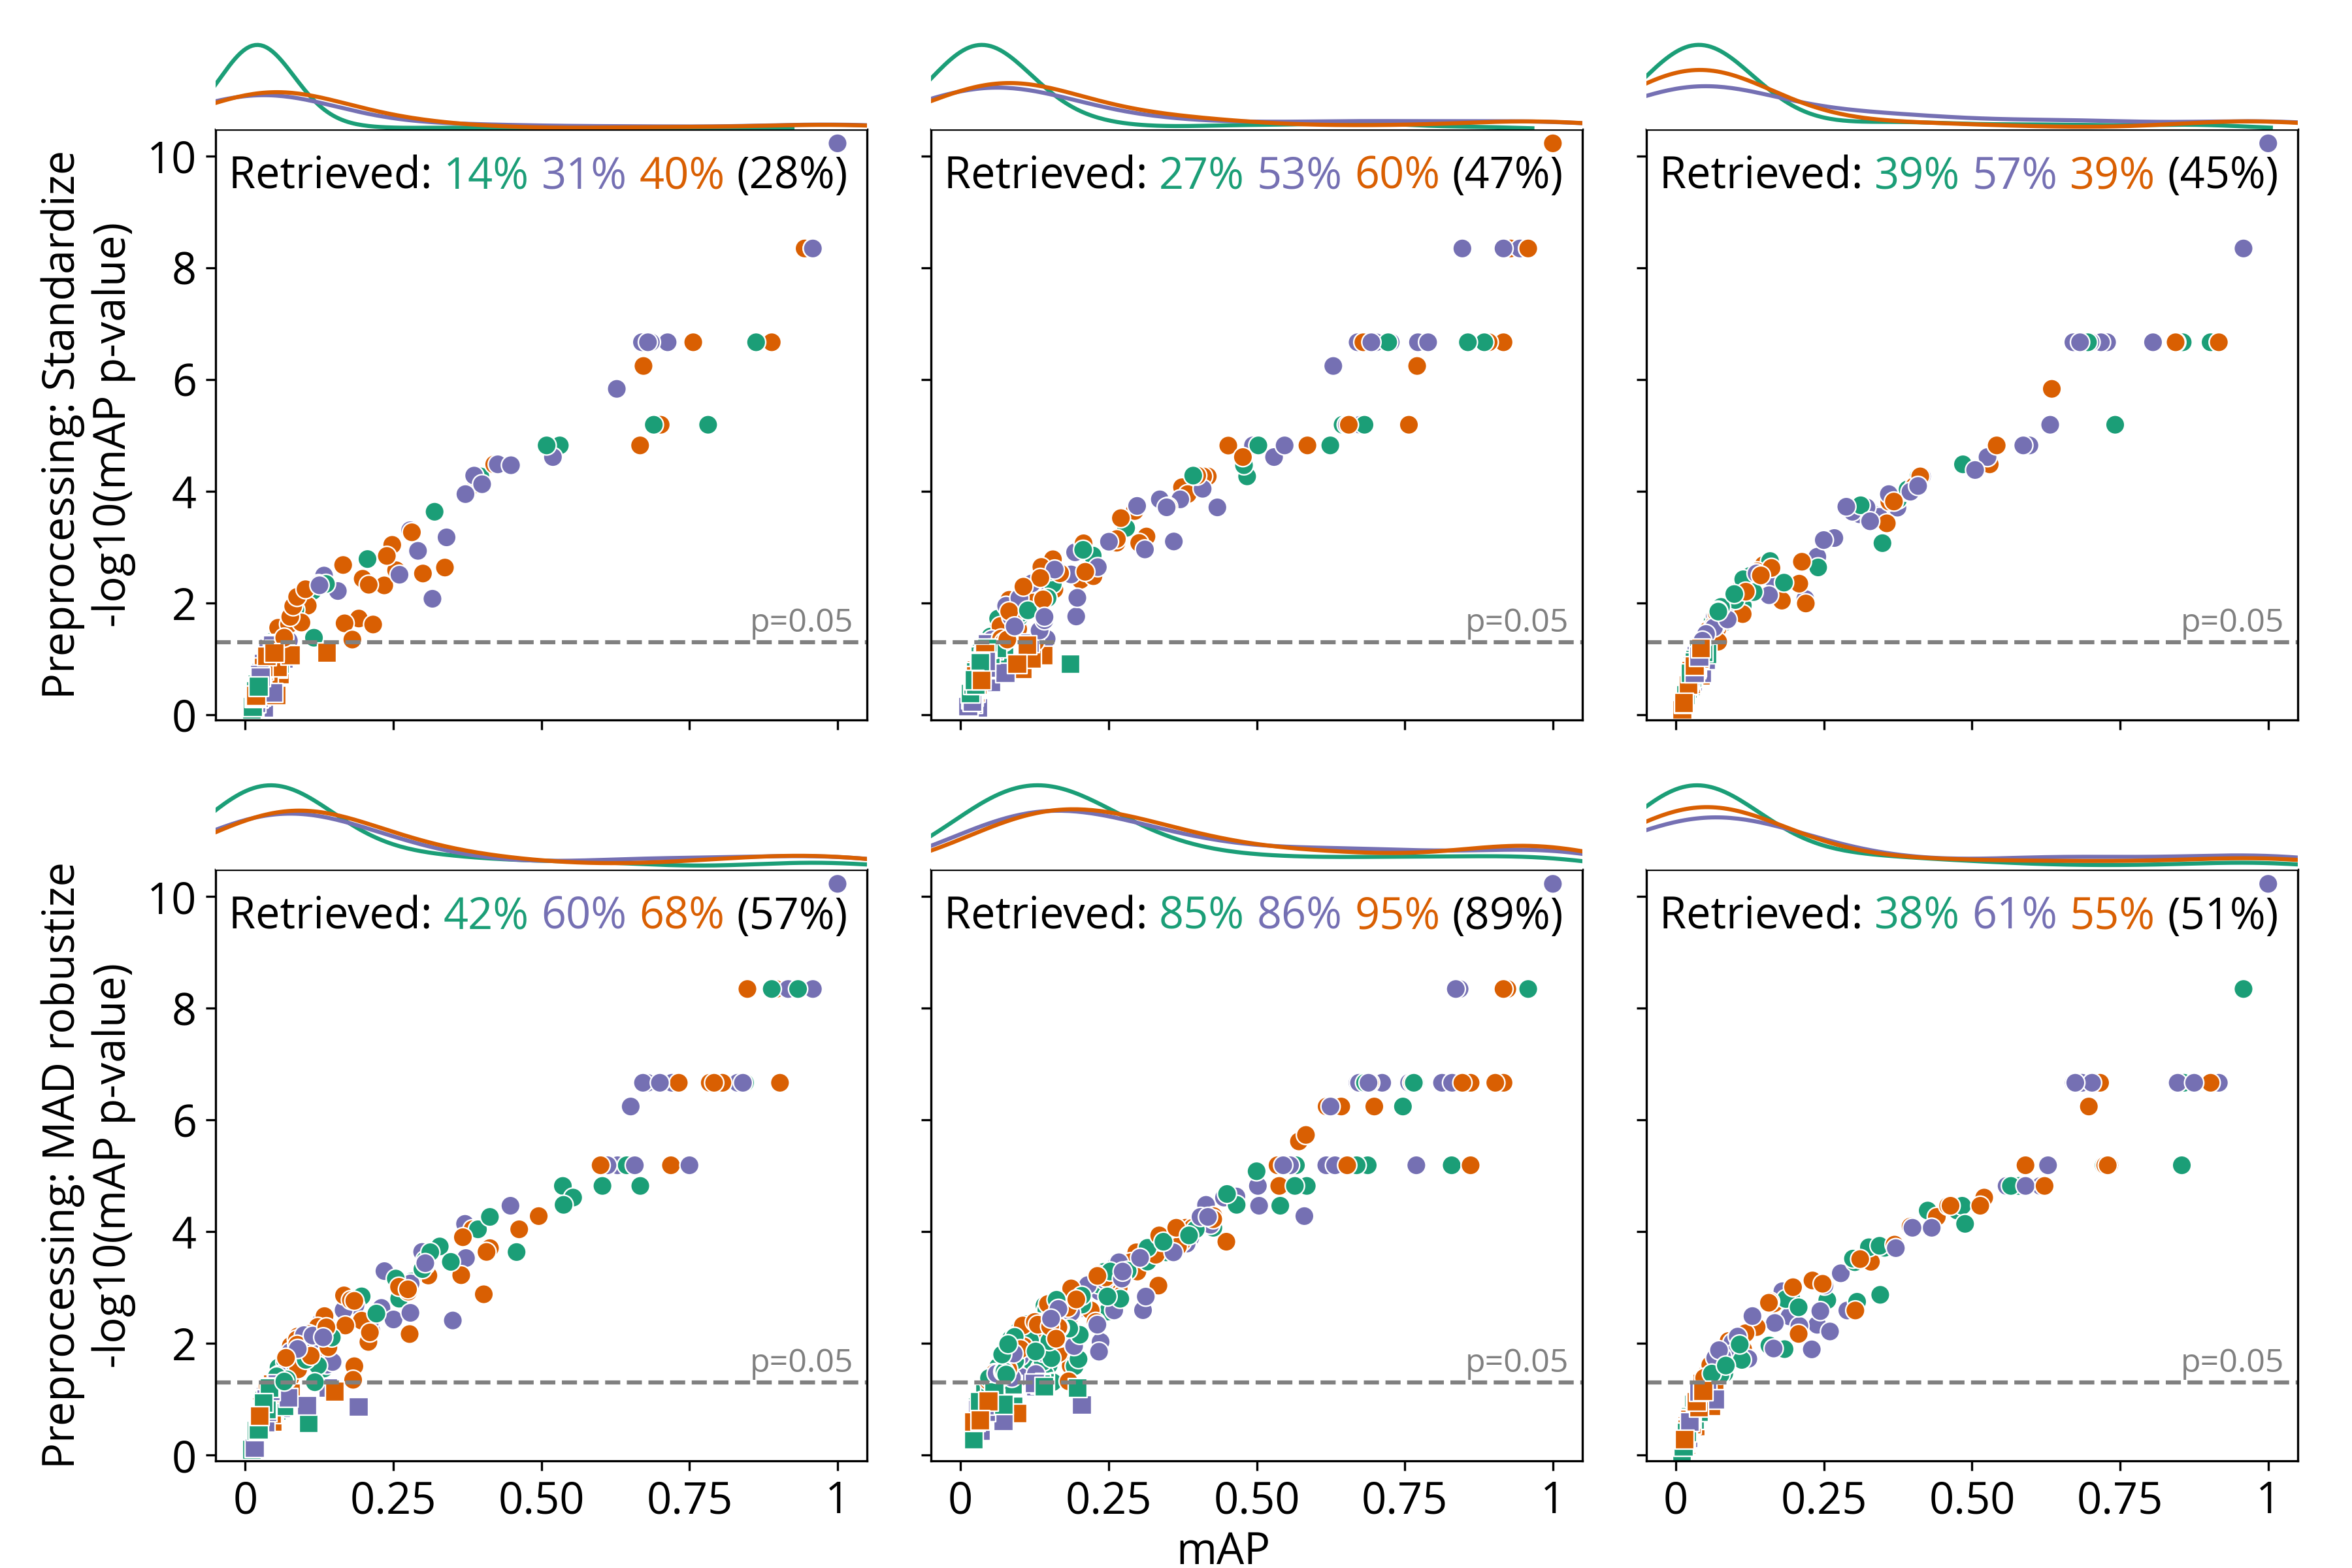 Preprocessing: Standardize
-log10(mAP p-value)
10
8
6
4
2
0
Retrieved: 14% 31% 40% (28%)
p=0.05
Retrieved: 27% 53% 60% (47%)
p=0.05
Retrieved: 39% 57% 39% (45%)
p=0.05
Preprocessing: MAD robustize
-log10(mAP p-value)
10
8
6
4
2
0
Retrieved: 42% 60% 68% (57%)
p=0.05
Retrieved: 85% 86% 95% (89%)
p=0.05
Retrieved: 38% 61% 55% (51%)
p=0.05
0 0.25 0.50 0.75 1
0 0.25 0.50 0.75 1
0 0.25 0.50 0.75 1
mAP